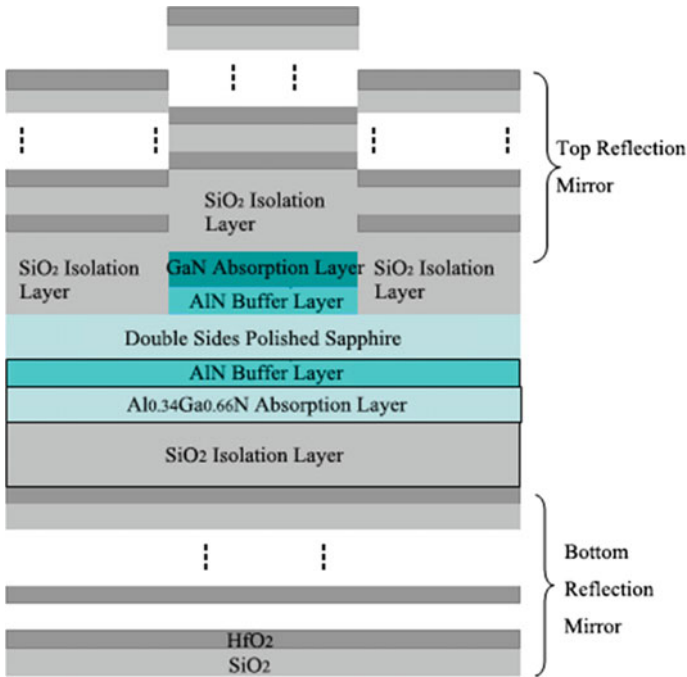 Top Reflection
Mirror
SiO₂ Isolation
Layer
SiO₂ Isolation
Layer
GaN Absorption Layer
SiO₂ Isolation
Layer
AlN Buffer Layer
Double Sides Polished Sapphire
AlN Buffer Layer
Al0.34Ga0.66N Absorption Layer
SiO₂ Isolation Layer
Bottom
Reflection
Mirror
HfO₂
SiO₂